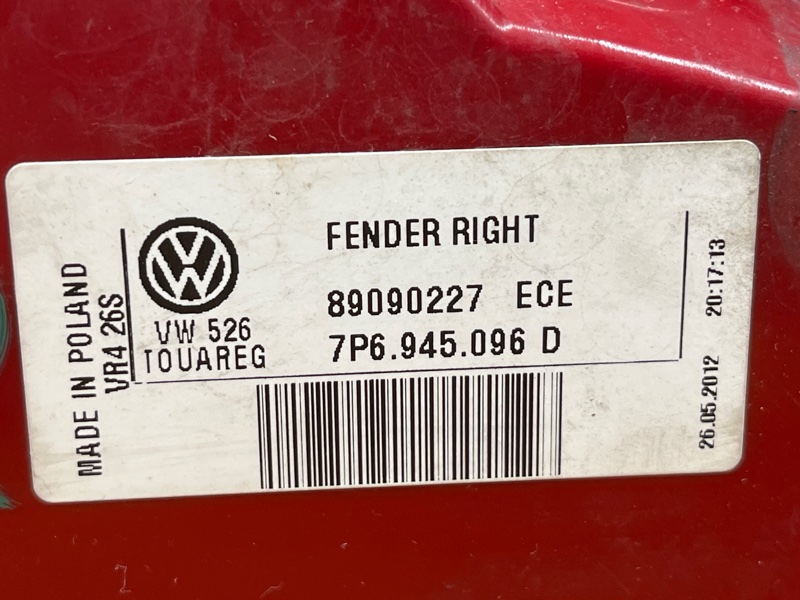 MADE IN POLAND
VR4 26S
VW 526
TOUAREG
FENDER RIGHT
89090227 ECE
7P6.945.096 D
26.05.2012 20:17:13